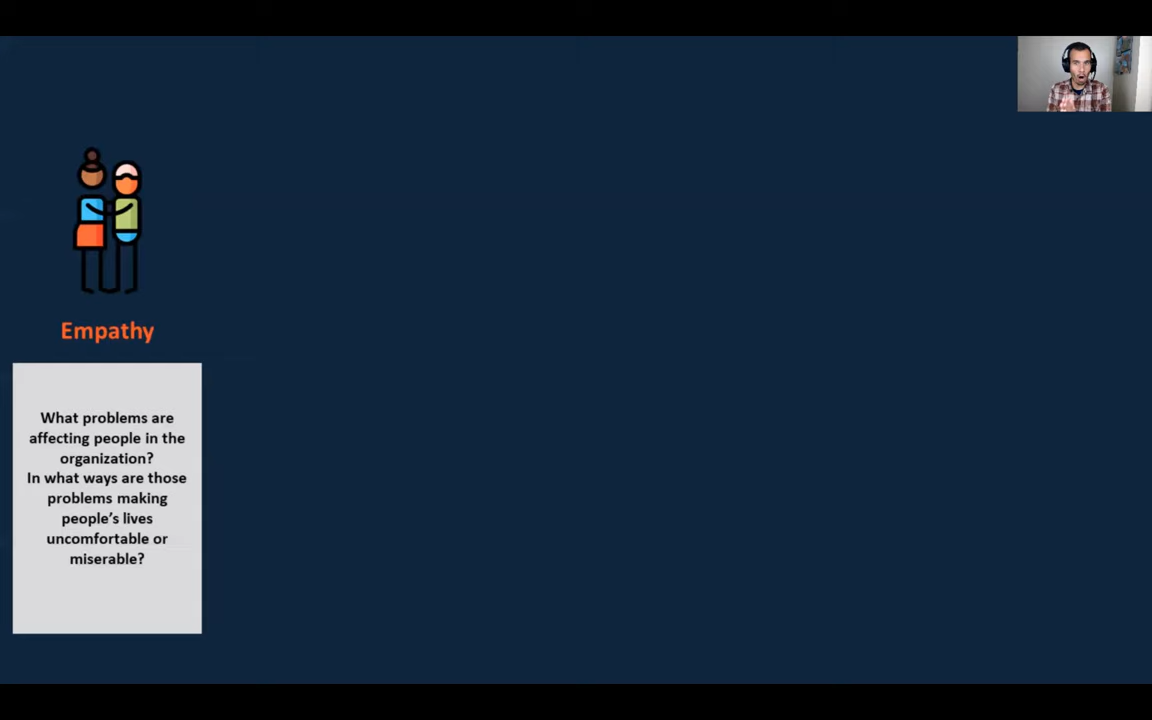 Empathy
What problems are
affecting people in the
organization?
In what ways are those
problems making
people’s lives
uncomfortable or
miserable?